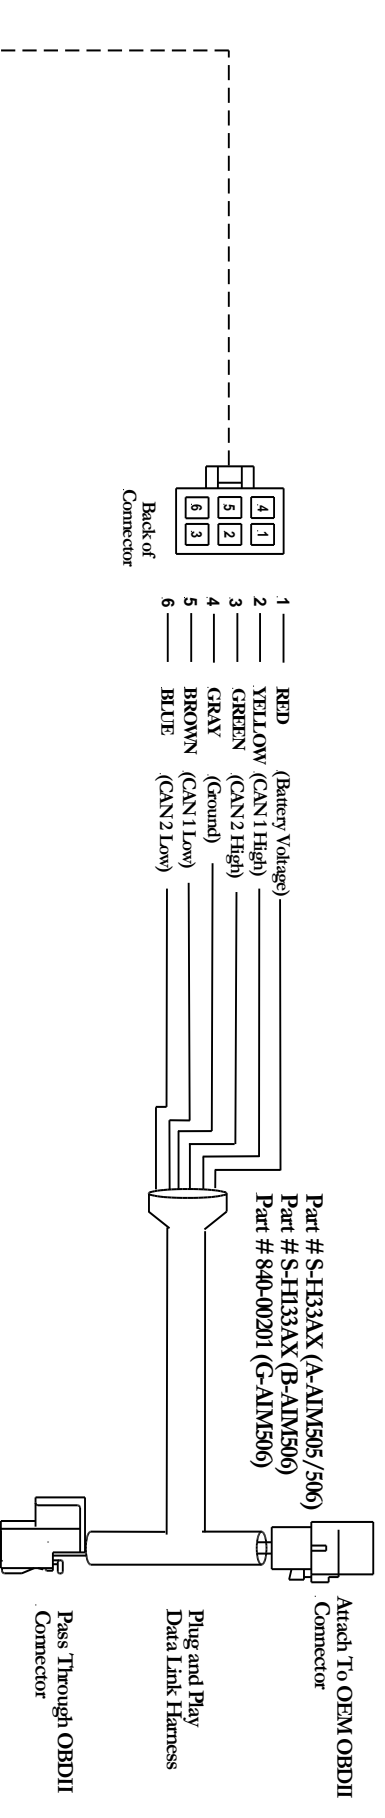 4 1
5 2
6 3
Back of
Connector
1 RED (Battery Voltage)
2 YELLOW (CAN 1 High)
3 GREEN (CAN 2 High)
4 GRAY (Ground)
5 BROWN (CAN 1 Low)
6 BLUE (CAN 2 Low)
Part # S-H33AX (A-AIM505/506)
Part # S-H133AX (B-AIM506)
Part # 840-00201 (G-AIM506)
Attach To OEM OBDII
Connector
Plug and Play
Data Link Harness
Pass Through OBDII
Connector